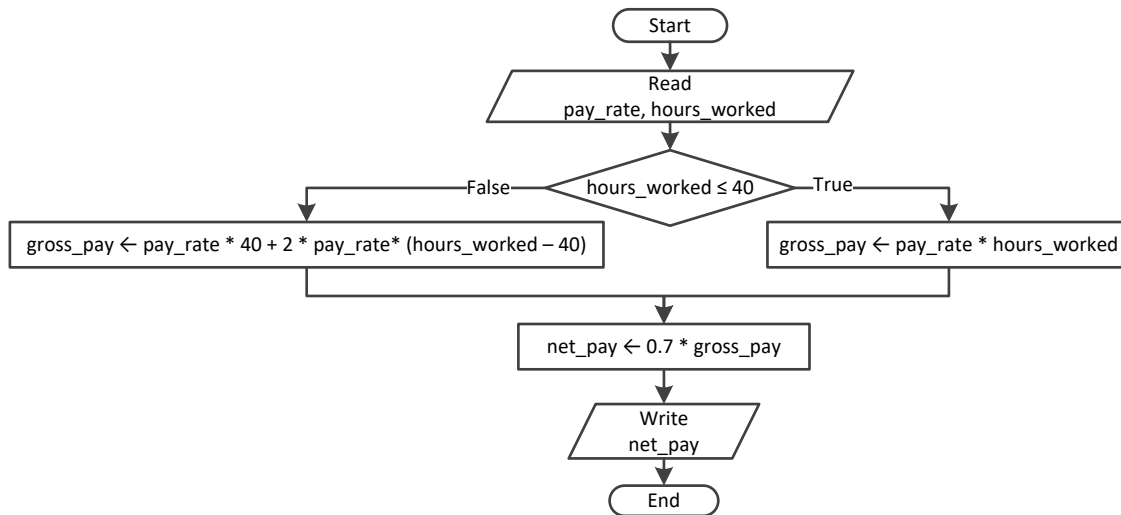 Start
Read
pay_rate, hours_worked
hours_worked ≤ 40
False
True
gross_pay ← pay_rate * 40 + 2 * pay_rate* (hours_worked – 40)
gross_pay ← pay_rate * hours_worked
net_pay ← 0.7 * gross_pay
Write
net_pay
End